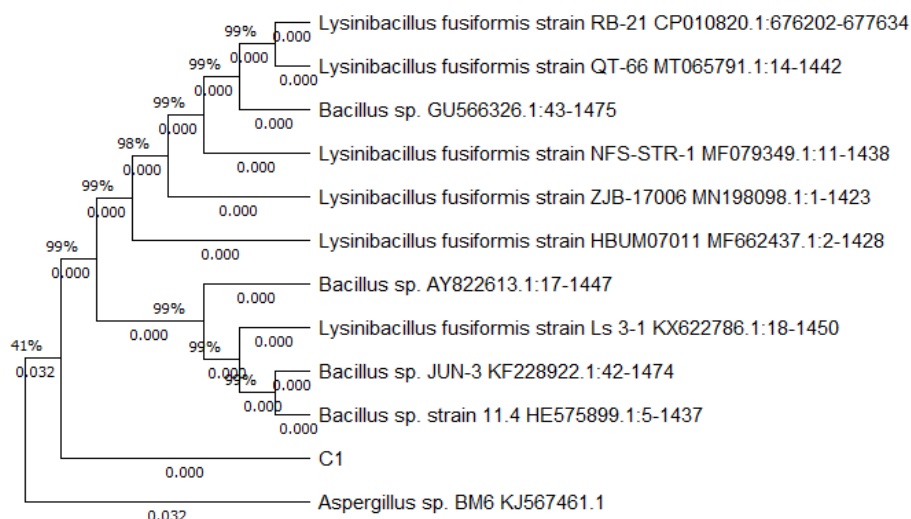 99%
0.000
Lysinibacillus fusiformis strain RB-21 CP010820.1:676202-677634
99%
0.000
0.000
Lysinibacillus fusiformis strain QT-66 MT065791.1:14-1442
99%
0.000
0.000
Bacillus sp. GU566326.1:43-1475
98%
0.000
0.000
Lysinibacillus fusiformis strain NFS-STR-1 MF079349.1:11-1438
99%
0.000
0.000
Lysinibacillus fusiformis strain ZJB-17006 MN198098.1:1-1423
99%
0.000
0.000
Lysinibacillus fusiformis strain HBUM07011 MF662437.1:2-1428
0.000
Bacillus sp. AY822613.1:17-1447
99%
0.000
0.000
Lysinibacillus fusiformis strain Ls 3-1 KX622786.1:18-1450
99%
0.000
0.000
Bacillus sp. JUN-3 KF228922.1:42-1474
99%
0.000
0.000
Bacillus sp. strain 11.4 HE575899.1:5-1437
0.000
41%
0.032
C1
0.000
Aspergillus sp. BM6 KJ567461.1
0.032